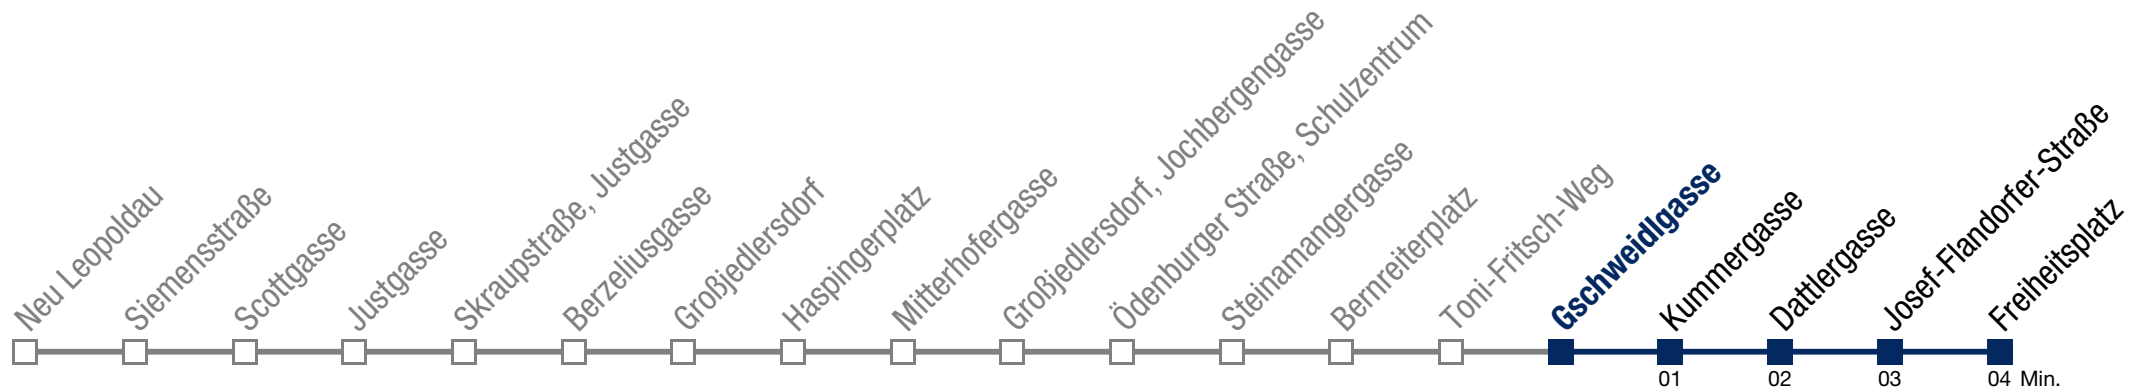 Neu Leopoldau
Siemensstraße
Scottgasse
Justgasse
Skraupstraße, Justgasse
Berzeliusgasse
Großjedlersdorf
Haspingerplatz
Mitterhofergasse
Großjedlersdorf, Jochbergengasse
Ödenburger Straße, Schulzentrum
Steinamangergasse
Bernreiterplatz
Toni-Fritsch-Weg
Gschweidlgasse
Kummergasse
Dattlergasse
Josef-Flandorfer-Straße
Freiheitsplatz
01 02 03 04 Min.